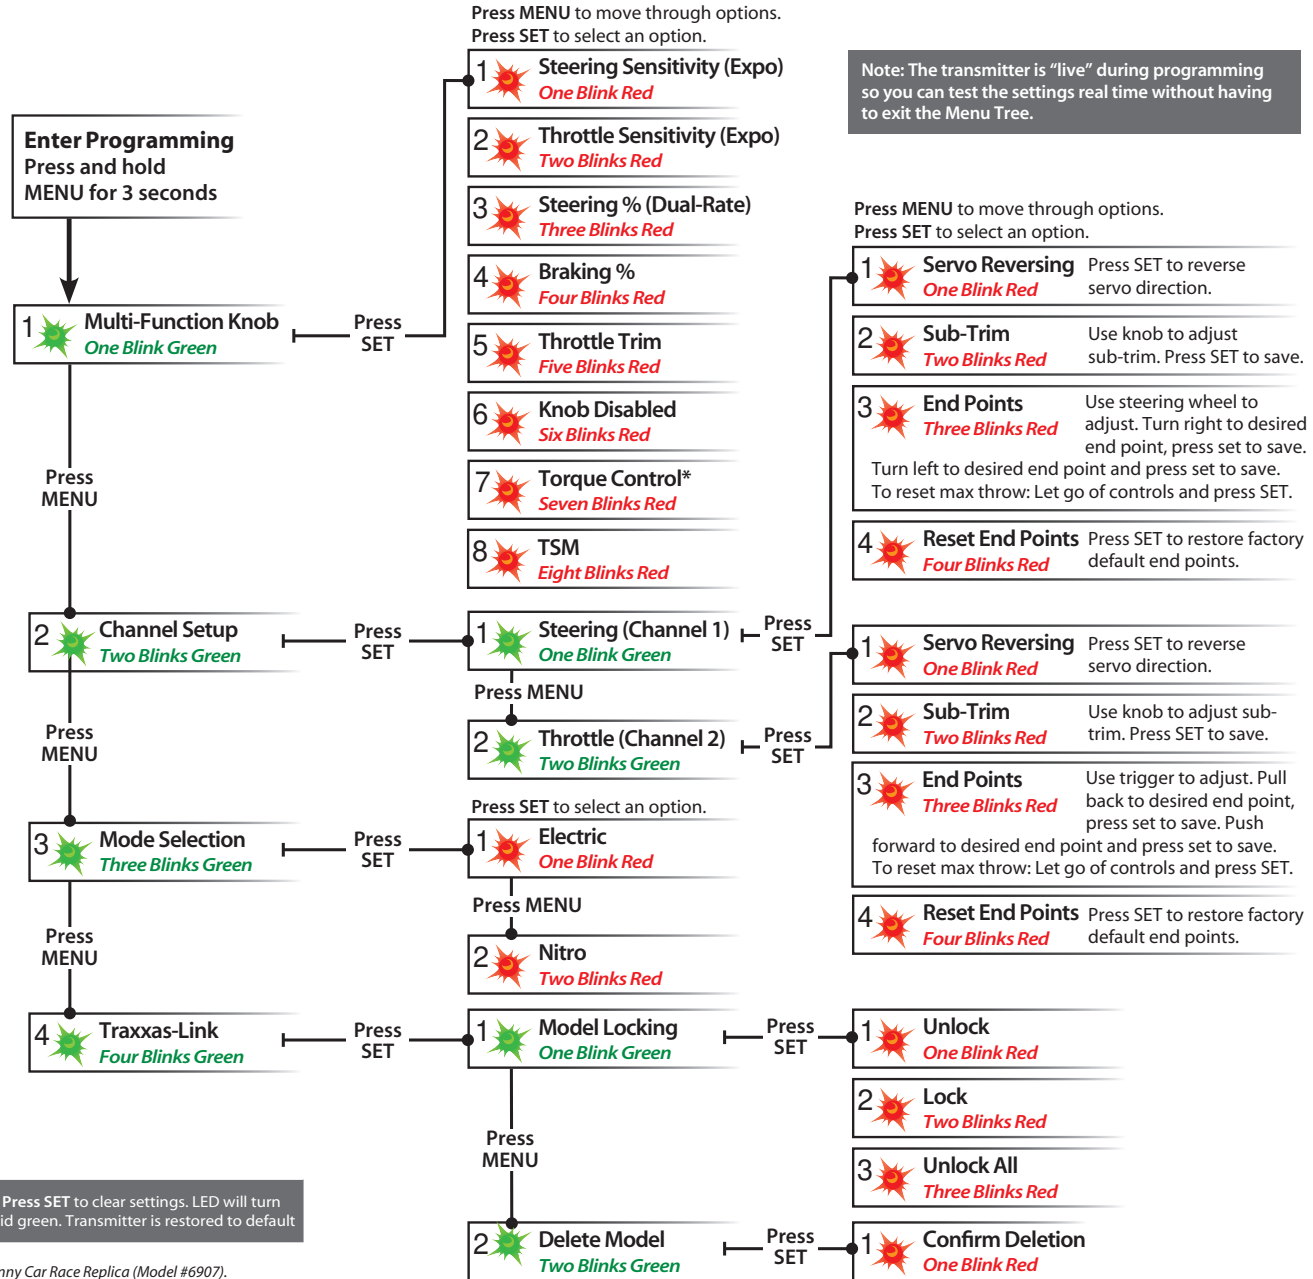 Press MENU to move through options.
Press SET to select an option.
1 Steering Sensitivity (Expo)
One Blink Red
2 Throttle Sensitivity (Expo)
Two Blinks Red
3 Steering % (Dual-Rate)
Three Blinks Red
4 Braking %
Four Blinks Red
5 Throttle Trim
Five Blinks Red
6 Knob Disabled
Six Blinks Red
7 Torque Control*
Seven Blinks Red
8 TSM
Eight Blinks Red
Note: The transmitter is “live” during programming
so you can test the settings real time without having
to exit the Menu Tree.
Enter Programming
Press and hold
MENU for 3 seconds
1 Multi-Function Knob
One Blink Green
Press
SET
Press
MENU
2 Channel Setup
Two Blinks Green
Press
SET
1 Steering (Channel 1)
One Blink Green
Press
SET
Press MENU
2 Throttle (Channel 2)
Two Blinks Green
Press
SET
Press MENU to move through options.
Press SET to select an option.
1 Servo Reversing Press SET to reverse
One Blink Red servo direction.
2 Sub-Trim Use knob to adjust
Two Blinks Red sub-trim. Press SET to save.
3 End Points Use steering wheel to
Three Blinks Red adjust. Turn right to desired
end point, press set to save.
Turn left to desired end point and press set to save.
To reset max throw: Let go of controls and press SET.
4 Reset End Points Press SET to restore factory
Four Blinks Red default end points.
1 Servo Reversing Press SET to reverse
One Blink Red servo direction.
2 Sub-Trim Use knob to adjust sub-
Two Blinks Red trim. Press SET to save.
3 End Points Use trigger to adjust. Pull
Three Blinks Red back to desired end point,
press set to save. Push
forward to desired end point and press set to save.
To reset max throw: Let go of controls and press SET.
4 Reset End Points Press SET to restore factory
Four Blinks Red default end points.
Press
MENU
3 Mode Selection
Three Blinks Green
Press
SET
Press SET to select an option.
1 Electric
One Blink Red
Press MENU
2 Nitro
Two Blinks Red
Press
MENU
4 Traxxas-Link
Four Blinks Green
Press
SET
1 Model Locking
One Blink Green
Press
SET
1 Unlock
One Blink Red
2 Lock
Two Blinks Red
3 Unlock All
Three Blinks Red
Press
MENU
2 Delete Model
Two Blinks Green
Press
SET
1 Confirm Deletion
One Blink Red
Press SET to clear settings. LED will turn
id green. Transmitter is restored to default
nny Car Race Replica (Model #6907).